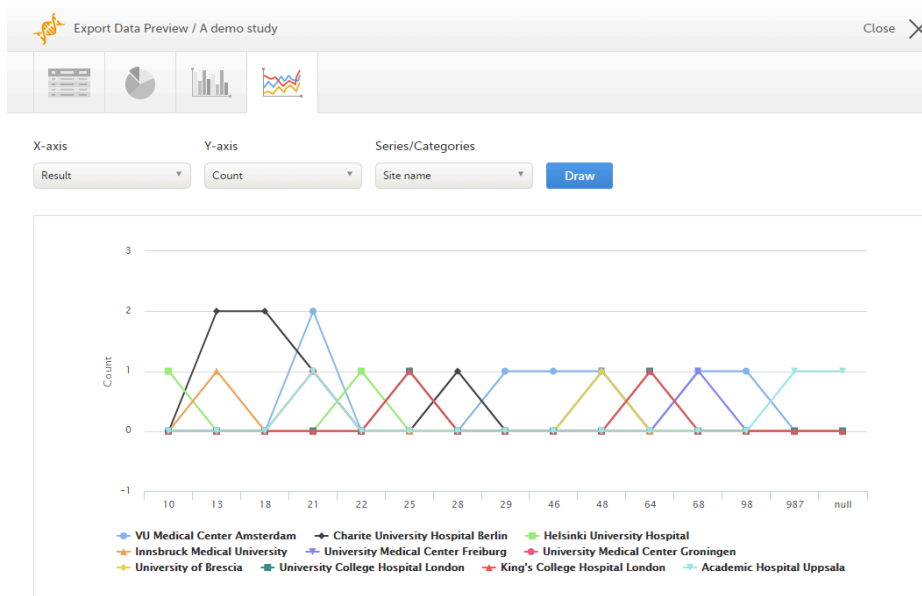 Export Data Preview / A demo study Close
X-axis Y-axis Series/Categories
Result Count Site name Draw
3
2
1
0
-1
Count
10 13 18 21 22 25 28 29 46 48 64 68 98 987 null
VU Medical Center Amsterdam Charite University Hospital Berlin Helsinki University Hospital
Innsbruck Medical University University Medical Center Freiburg University Medical Center Groningen
University of Brescia University College Hospital London King's College Hospital London Academic Hospital Uppsala